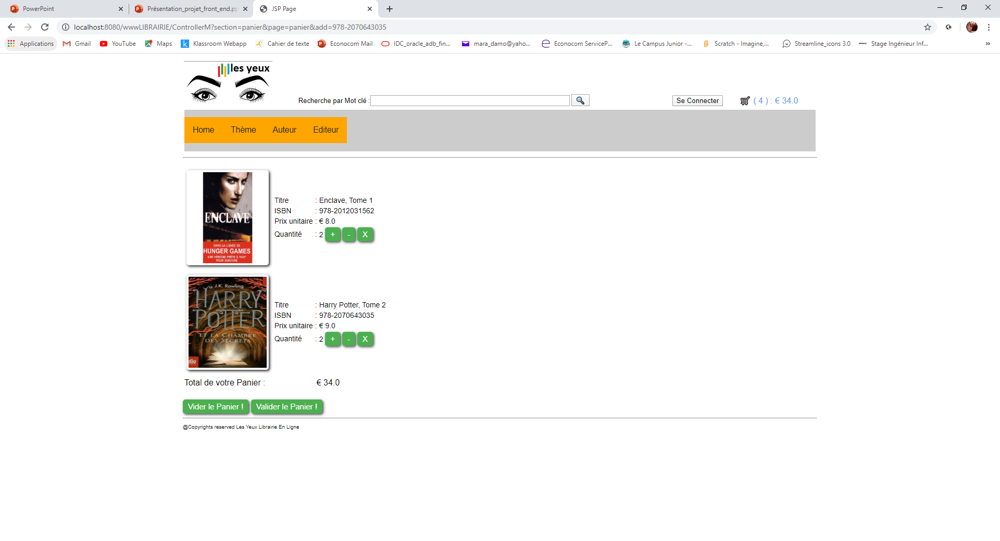 PowerPoint
Présentation_projet_front_end.pp
JSP Page
localhost:8080/wwwLIBRAIRIE/ControllerM?section=panier&page=panier&add=978-2070643035
Applications Gmail YouTube Maps Klassroom Webapp Cahier de texte Econocom Mail IDC_oracle_adb_fin... mara_damo@yaho... Econocom ServiceP... Le Campus Junior -... Scratch - Imagine,... Streamline_icons 3.0 Stage Ingénieur Inf... »
les yeux
Recherche par Mot clé :
Se Connecter
( 4 ) : € 34.0
Home Thème Auteur Editeur
ENCLAVE
DANS LA LIGNÉE DE
HUNGER GAMES
UNE HÉROÏNE PRÊTE À TOUT
POUR SURVIVRE
Titre : Enclave, Tome 1
ISBN : 978-2012031562
Prix unitaire : € 8.0
Quantité : 2 + - X
J.K. Rowling
HARRY
POTTER
ET LA CHAMBRE
DES SECRETS
Titre : Harry Potter, Tome 2
ISBN : 978-2070643035
Prix unitaire : € 9.0
Quantité : 2 + - X
Total de votre Panier : € 34.0
Vider le Panier ! Valider le Panier !
@Copyrights reserved Les Yeux Librairie En Ligne